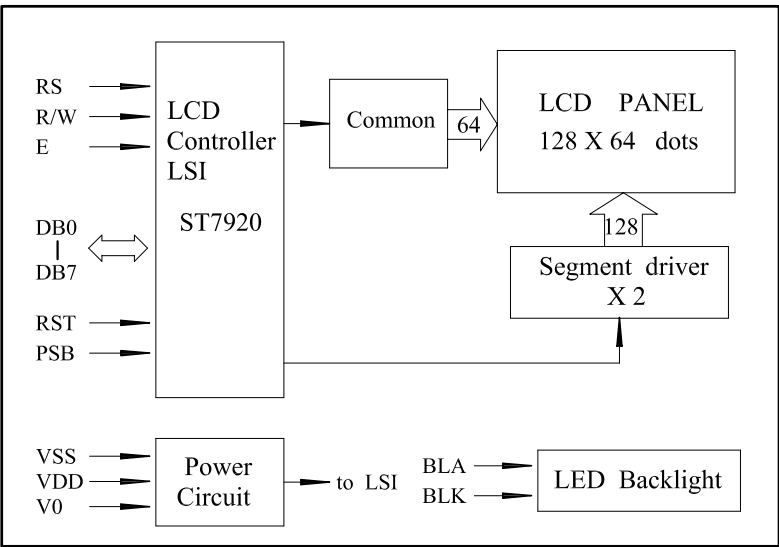 RS
R/W
E
DB0
DB7
RST
PSB
LCD
Controller
LSI
ST7920
Common
64
LCD PANEL
128 X 64 dots
128
Segment driver
X 2
VSS
VDD
V0
Power
Circuit
to LSI
BLA
BLK
LED Backlight